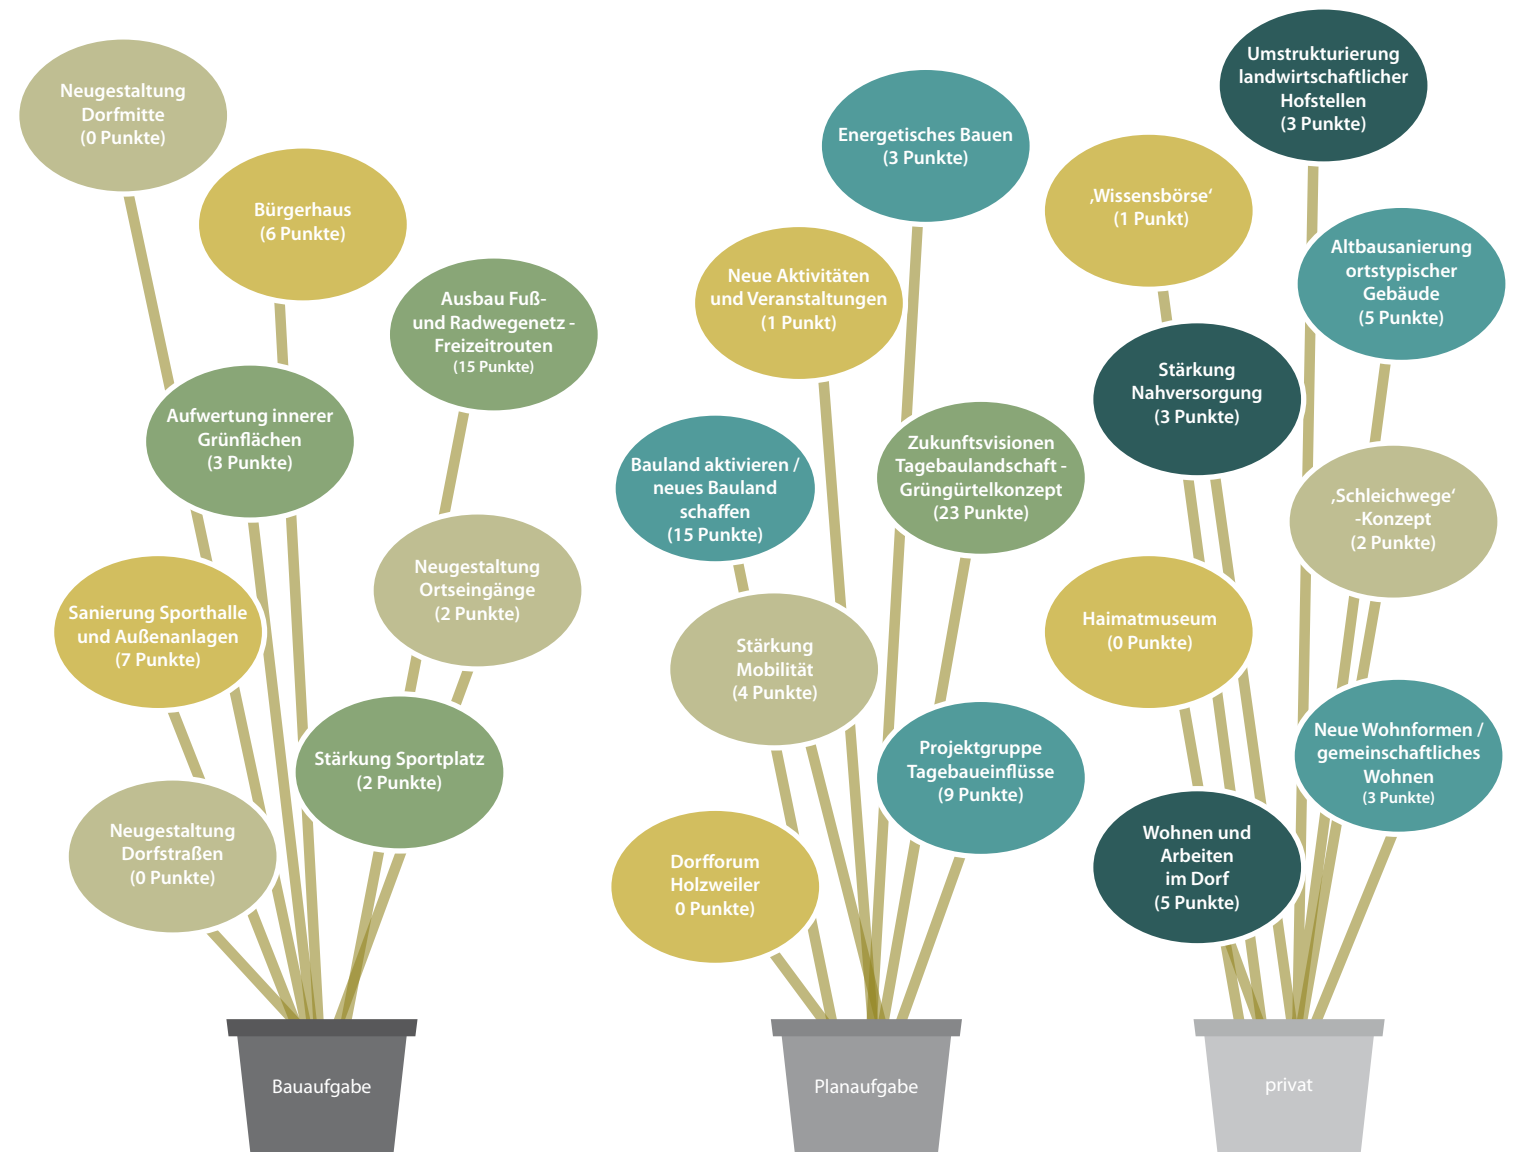 Neugestaltung
Dorfmitte
(0 Punkte)
Bürgerhaus
(6 Punkte)
Ausbau Fuß-
und Radwegenetz -
Freizeitrouten
(15 Punkte)
Aufwertung innerer
Grünflächen
(3 Punkte)
Neugestaltung
Ortseingänge
(2 Punkte)
Sanierung Sporthalle
und Außenanlagen
(7 Punkte)
Stärkung Sportplatz
(2 Punkte)
Neugestaltung
Dorfstraßen
(0 Punkte)
Bauaufgabe
Energetisches Bauen
(3 Punkte)
Neue Aktivitäten
und Veranstaltungen
(1 Punkt)
Bauland aktivieren /
neues Bauland
schaffen
(15 Punkte)
Zukunftsvisionen
Tagebaulandschaft -
Grüngürtelkonzept
(23 Punkte)
Stärkung
Mobilität
(4 Punkte)
Projektgruppe
Tagebaueinflüsse
(9 Punkte)
Dorfforum
Holzweiler
0 Punkte)
Planaufgabe
Umstrukturierung
landwirtschaftlicher
Hofstellen
(3 Punkte)
‚Wissensbörse‘
(1 Punkt)
Altbausanierung
ortstypischer
Gebäude
(5 Punkte)
Stärkung
Nahversorgung
(3 Punkte)
‚Schleichwege‘
-Konzept
(2 Punkte)
Haimatmuseum
(0 Punkte)
Neue Wohnformen /
gemeinschaftliches
Wohnen
(3 Punkte)
Wohnen und
Arbeiten
im Dorf
(5 Punkte)
privat